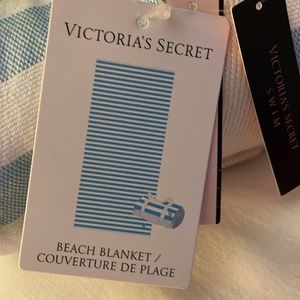 VICTORIA'S SECRET
BEACH BLANKET /
COUVERTURE DE PLAGE
VICTORIA'S SECRET
SWIM